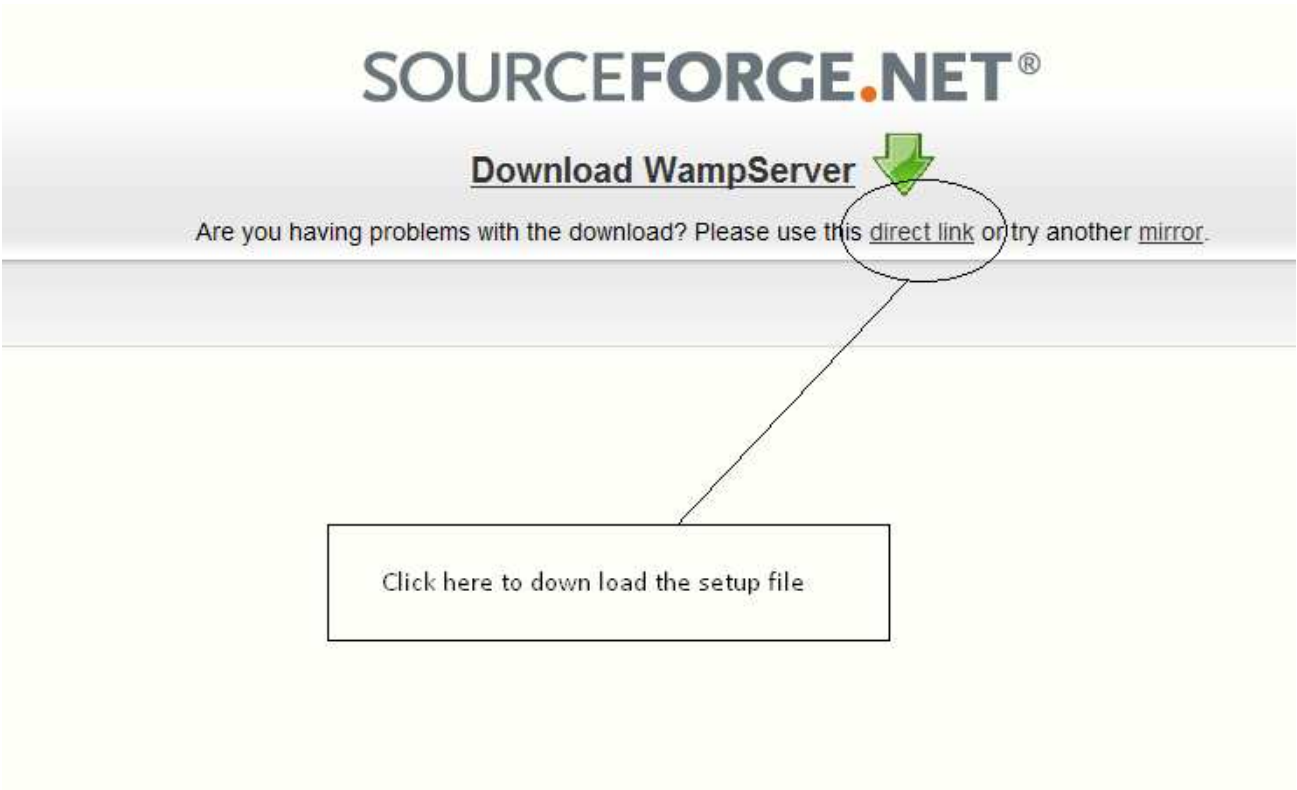 SOURCEFORGE.NET®
Download WampServer
Are you having problems with the download? Please use this direct link or try another mirror.
Click here to down load the setup file